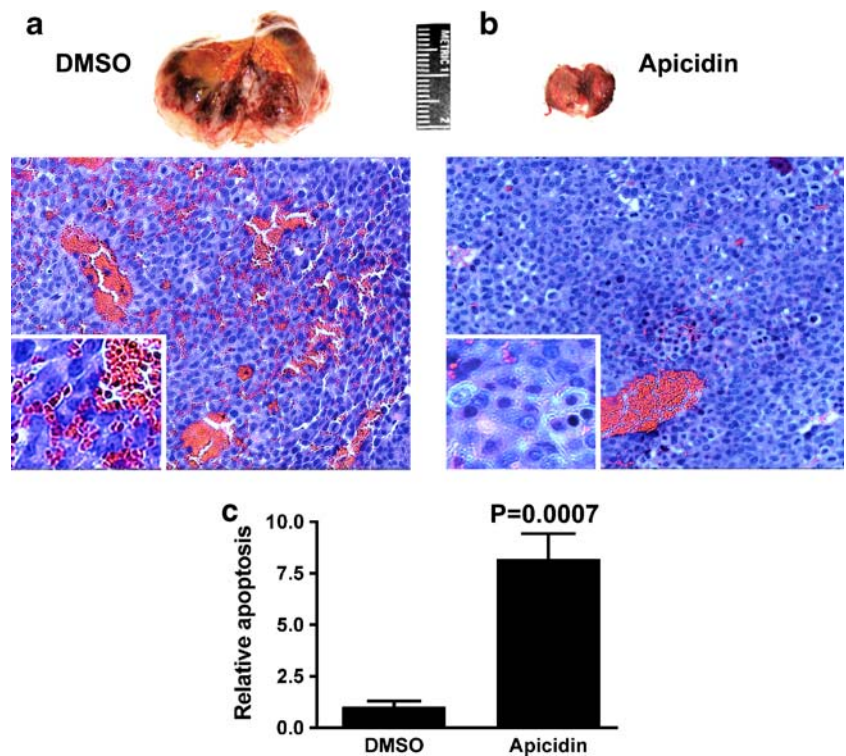 a
b
DMSO
METRIC 1
2
Apicidin
c
P=0.0007
Relative apoptosis
10.0
7.5
5.0
2.5
0.0
DMSO
Apicidin